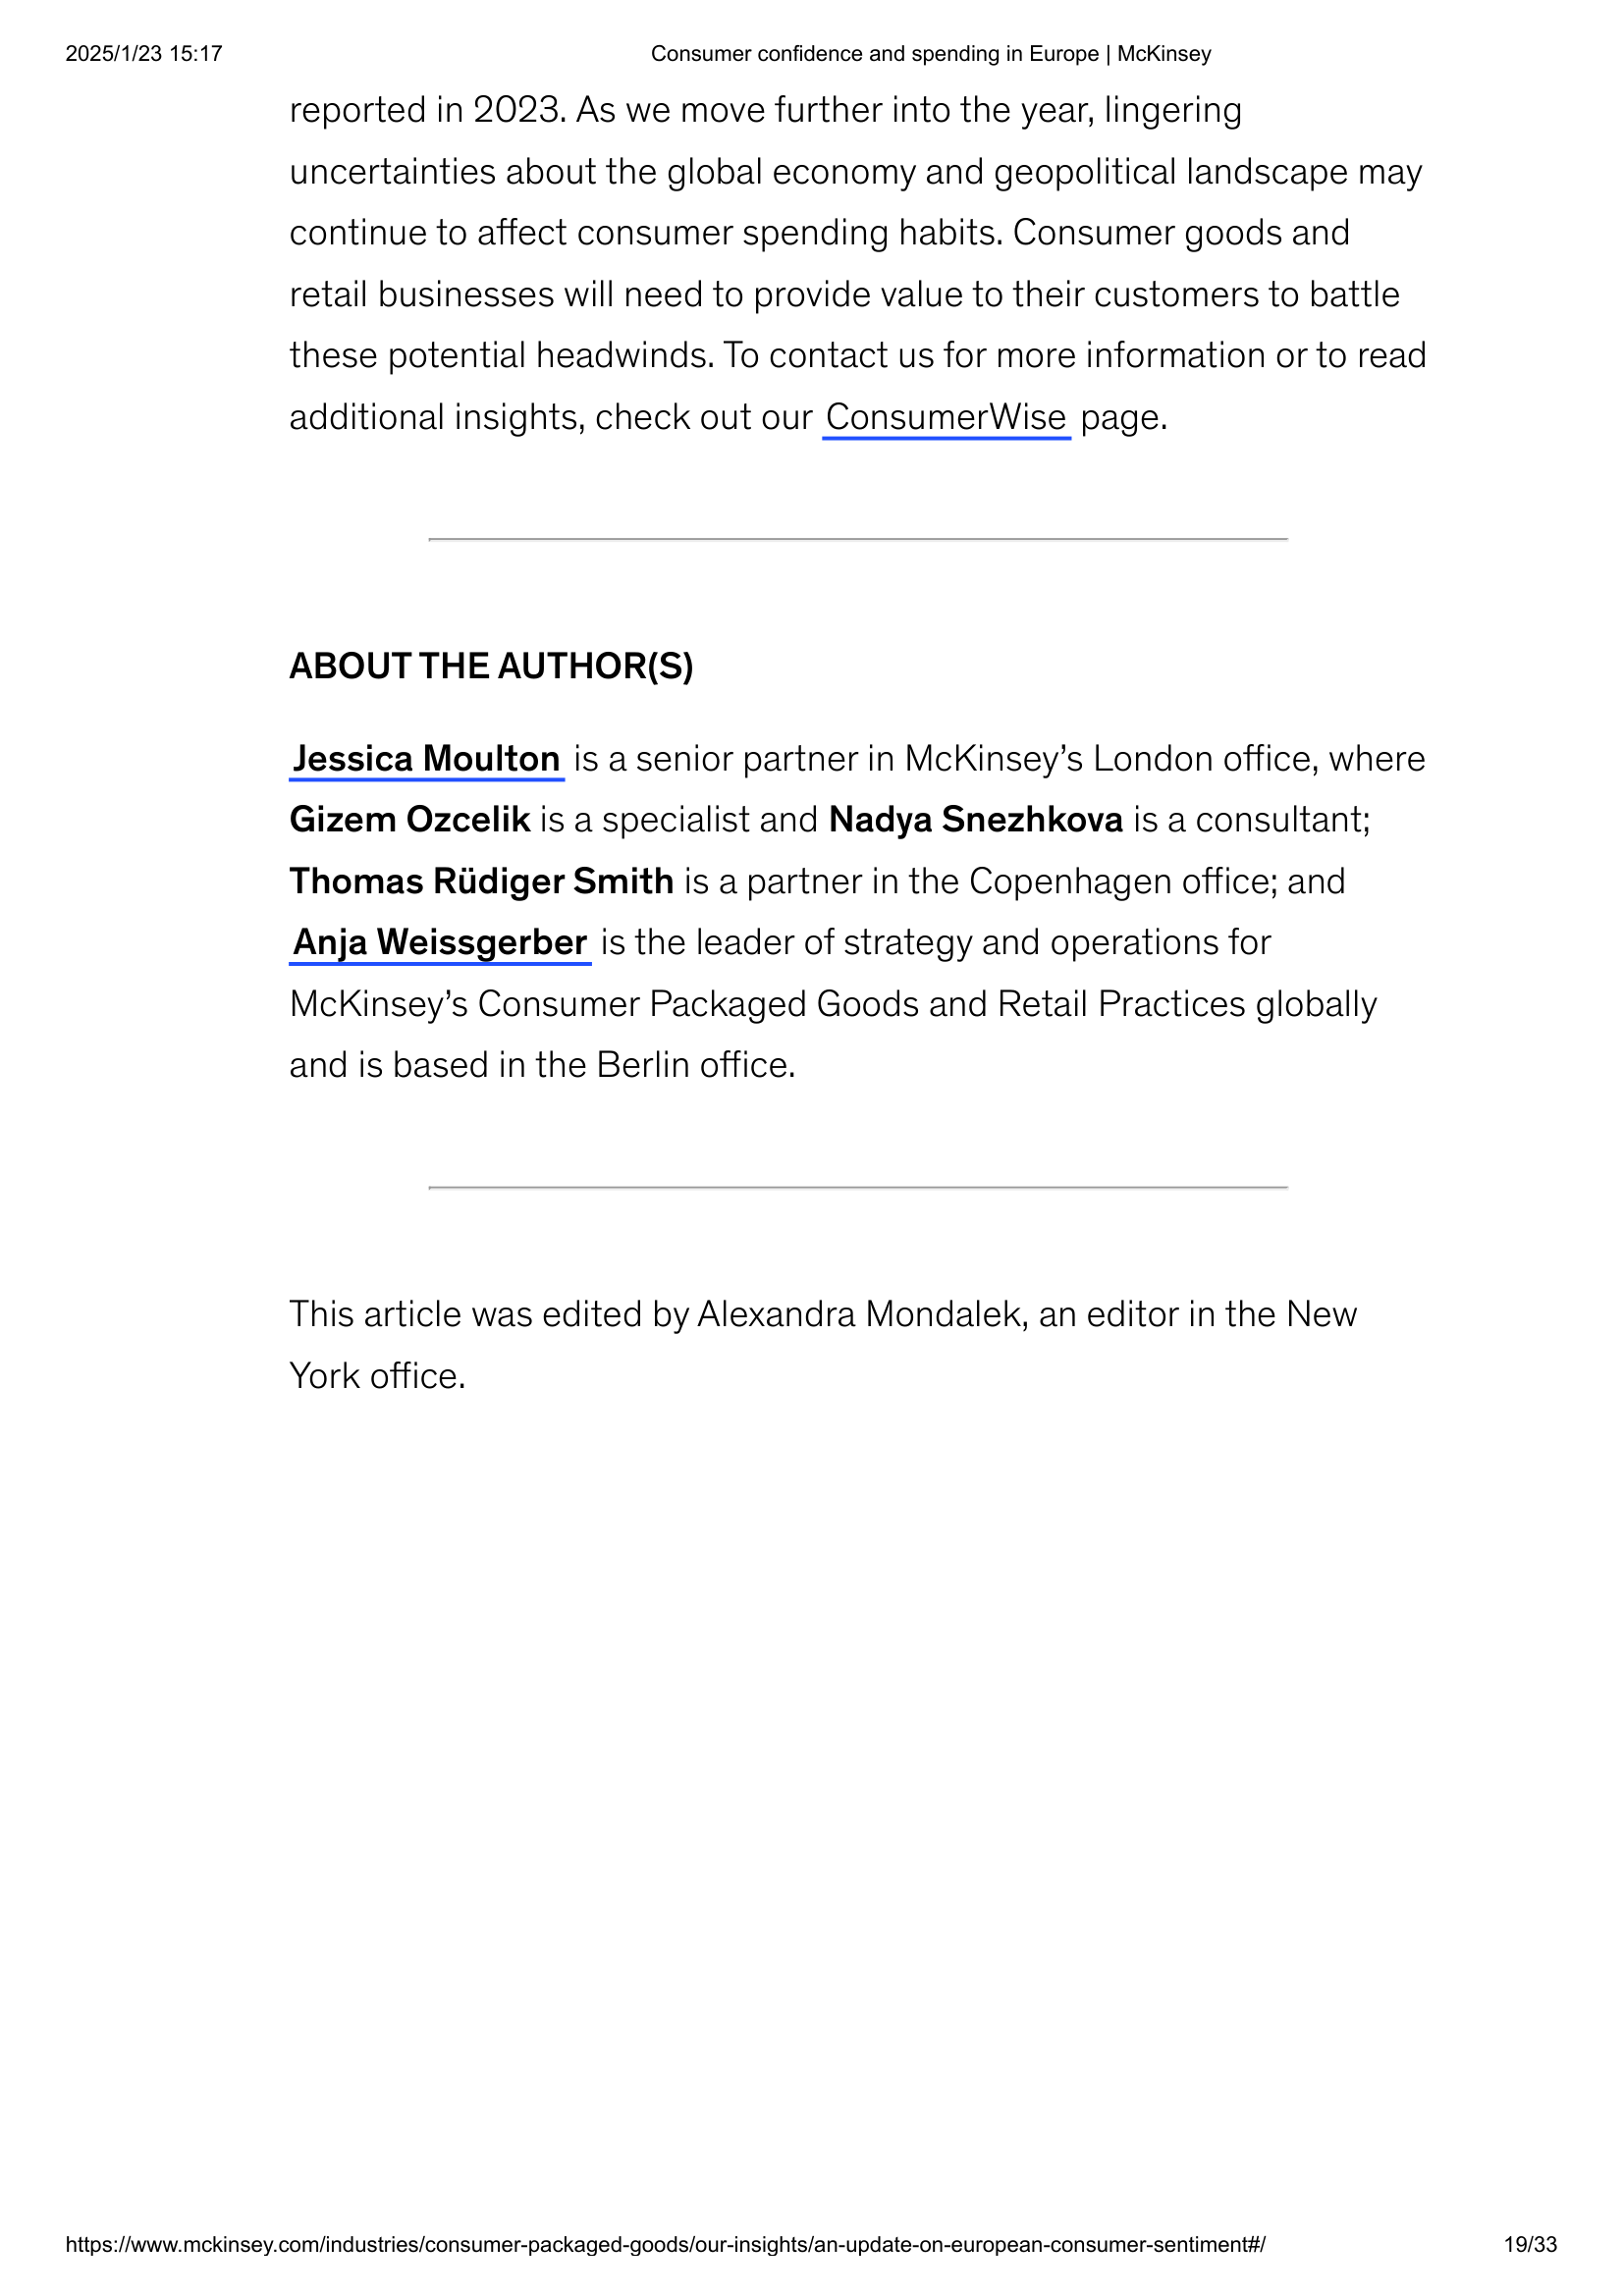 2025/1/23 15:17
Consumer confidence and spending in Europe | McKinsey
reported in 2023. As we move further into the year, lingering
uncertainties about the global economy and geopolitical landscape may
continue to affect consumer spending habits. Consumer goods and
retail businesses will need to provide value to their customers to battle
these potential headwinds. To contact us for more information or to read
additional insights, check out our ConsumerWise page.
ABOUT THE AUTHOR(S)
Jessica Moulton is a senior partner in McKinsey’s London office, where
Gizem Ozcelik is a specialist and Nadya Snezhkova is a consultant;
Thomas Rüdiger Smith is a partner in the Copenhagen office; and
Anja Weissgerber is the leader of strategy and operations for
McKinsey’s Consumer Packaged Goods and Retail Practices globally
and is based in the Berlin office.
This article was edited by Alexandra Mondalek, an editor in the New
York office.
https://www.mckinsey.com/industries/consumer-packaged-goods/our-insights/an-update-on-european-consumer-sentiment#/
19/33